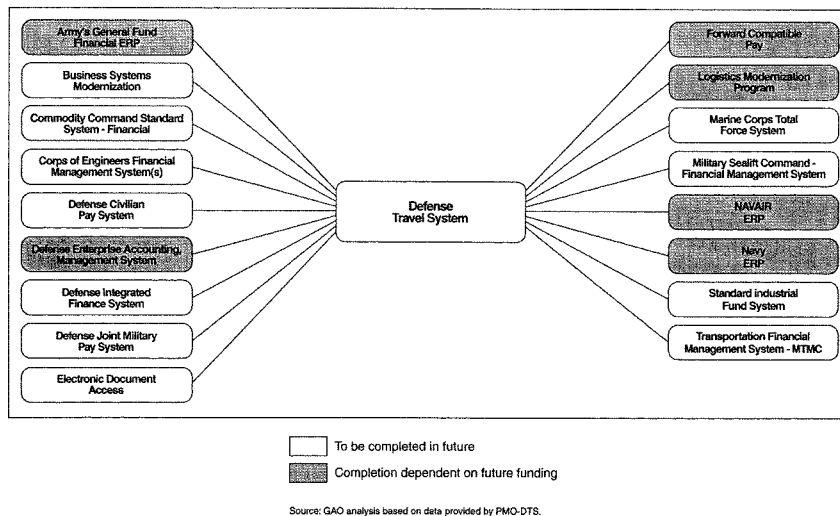 Army's General Fund
Financial ERP
Business Systems
Modernization
Commodity Command Standard
System - Financial
Corps of Engineers Financial
Management System(s)
Defense Civilian
Pay System
Defense Enterprise Accounting,
Management System
Defense Integrated
Finance System
Defense Joint Military
Pay System
Electronic Document
Access
Defense
Travel System
Forward Compatible
Pay
Logistics Modernization
Program
Marine Corps Total
Force System
Military Sealift Command -
Financial Management System
NAVAIR
ERP
Navy
ERP
Standard Industrial
Fund System
Transportation Financial
Management System - MTMC
To be completed in future
Completion dependent on future funding
Source: GAO analysis based on data provided by PMO-DTS.